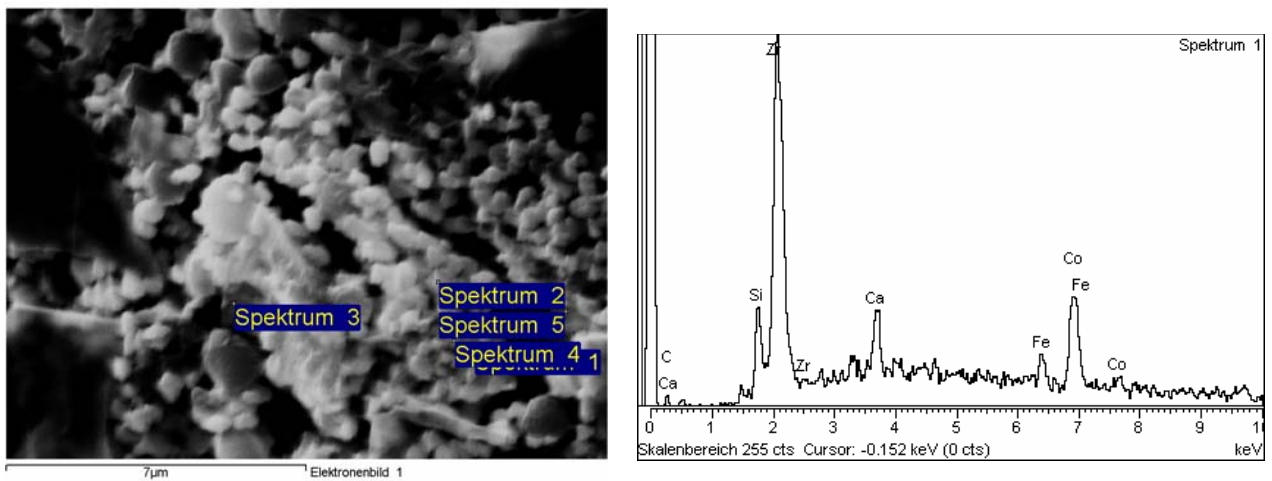 Spektrum 2
Spektrum 3
Spektrum 5
Spektrum 4
Spektrum 1
7µm
Elektronenbild 1
Spektrum 1
Zr
Co
Fe
Si
Ca
Fe
C
Zr
Co
Ca
0 1 2 3 4 5 6 7 8 9 10
Skalenbereich 255 cts Cursor: -0.152 keV (0 cts) keV